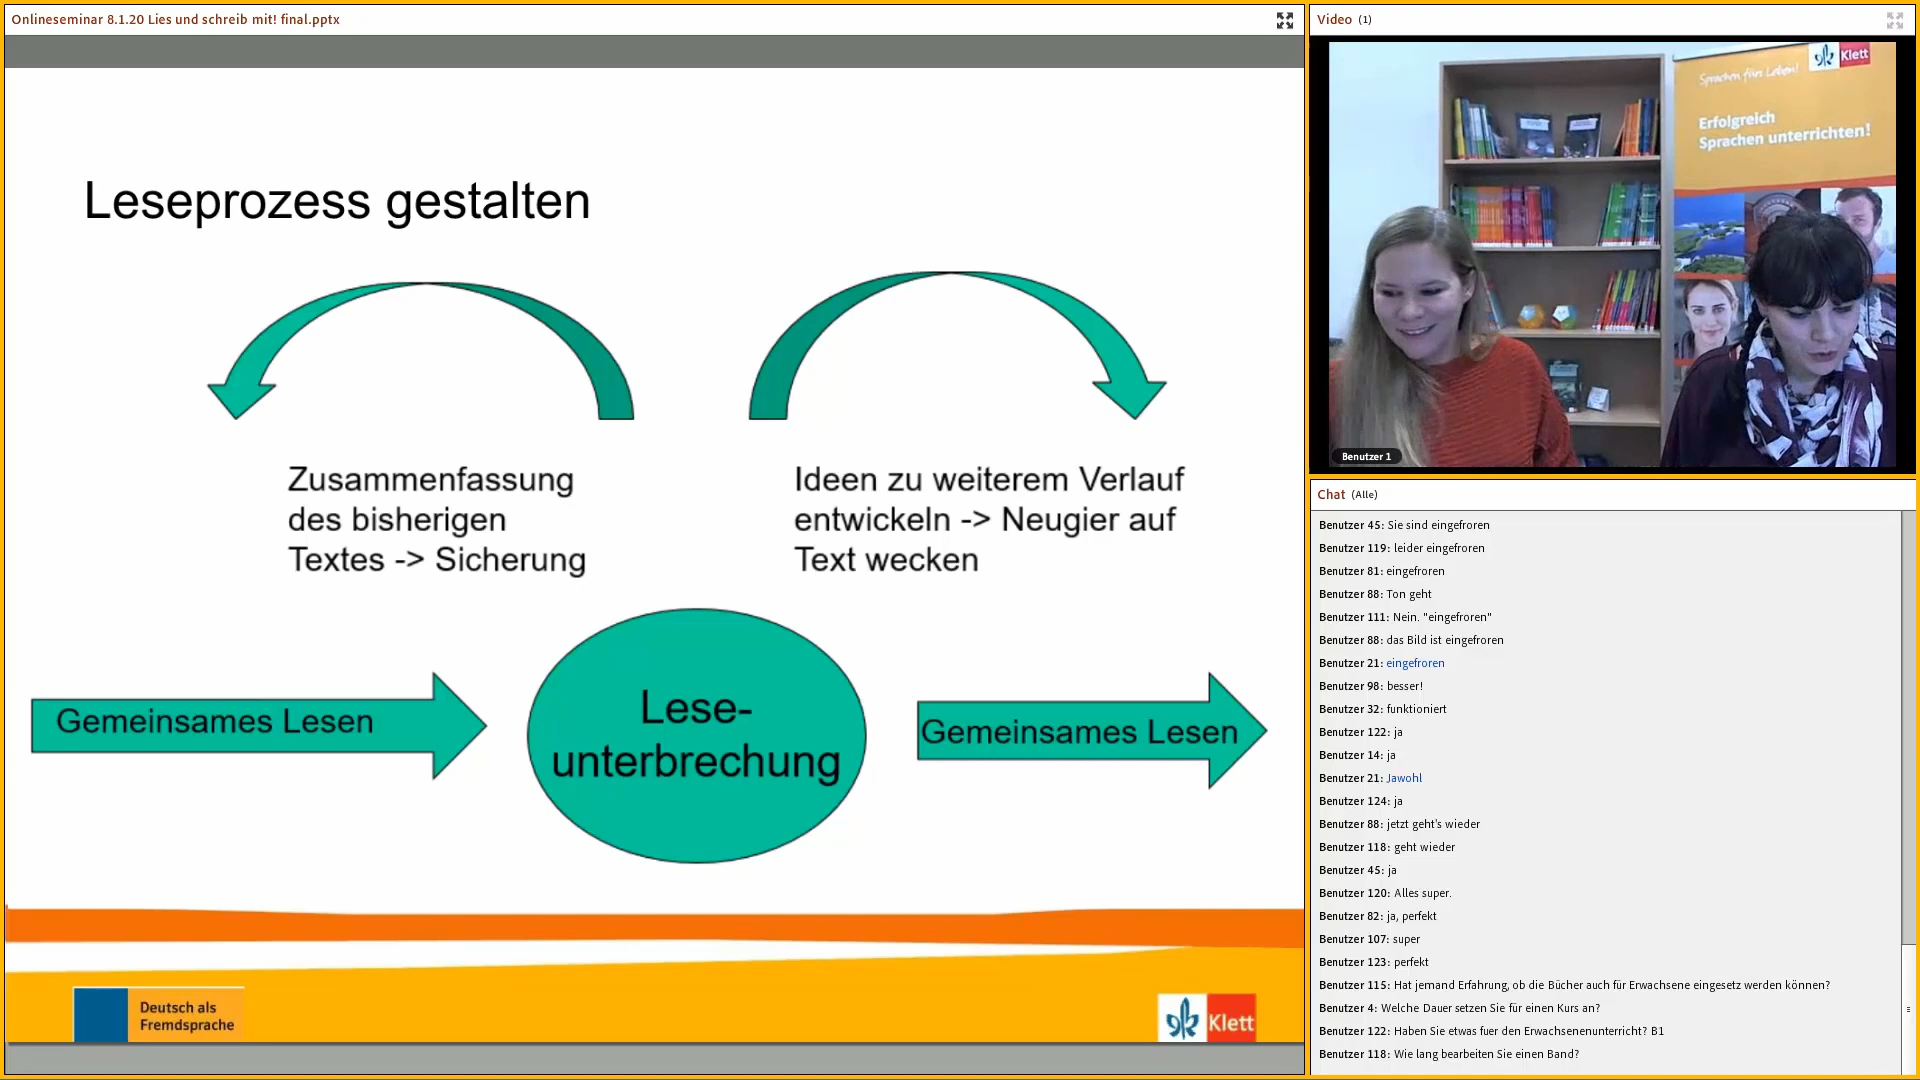 Onlineseminar 8.1.20 Lies und schreib mit! final.pptx
Leseprozess gestalten
Zusammenfassung
des bisherigen
Textes -> Sicherung
Ideen zu weiterem Verlauf
entwickeln -> Neugier auf
Text wecken
Gemeinsames Lesen
Lese-
unterbrechung
Gemeinsames Lesen
Deutsch als
Fremdsprache
Klett
Video (1)
Sprachen fürs Leben!
Klett
Erfolgreich
Sprachen unterrichten!
Benutzer 1
Chat (Alle)
Benutzer 45: Sie sind eingefroren
Benutzer 119: leider eingefroren
Benutzer 81: eingefroren
Benutzer 88: Ton geht
Benutzer 111: Nein. "eingefroren"
Benutzer 88: das Bild ist eingefroren
Benutzer 21: eingefroren
Benutzer 98: besser!
Benutzer 32: funktioniert
Benutzer 122: ja
Benutzer 14: ja
Benutzer 21: Jawohl
Benutzer 124: ja
Benutzer 88: jetzt geht's wieder
Benutzer 118: geht wieder
Benutzer 45: ja
Benutzer 120: Alles super.
Benutzer 82: ja, perfekt
Benutzer 107: super
Benutzer 123: perfekt
Benutzer 115: Hat jemand Erfahrung, ob die Bücher auch für Erwachsene eingesetz werden können?
Benutzer 4: Welche Dauer setzen Sie für einen Kurs an?
Benutzer 122: Haben Sie etwas fuer den Erwachsenenunterricht? B1
Benutzer 118: Wie lang bearbeiten Sie einen Band?